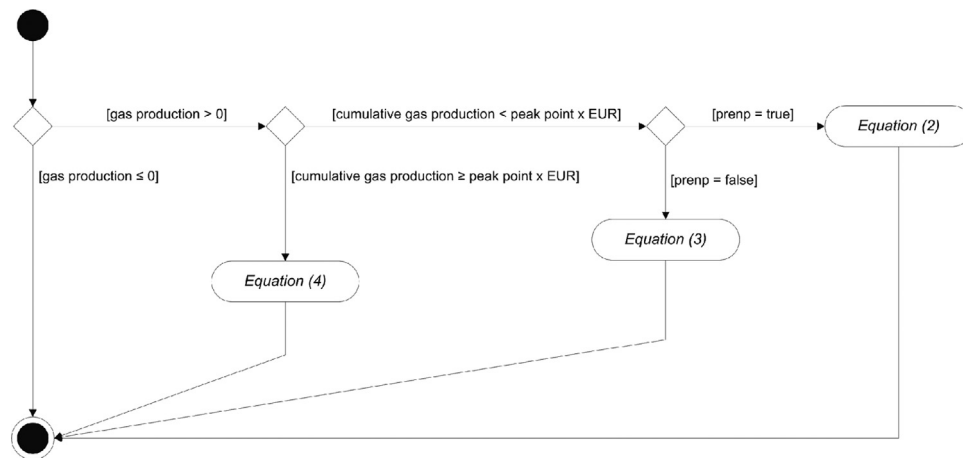 [gas production > 0]
[cumulative gas production < peak point x EUR]
[prenp = true]
Equation (2)
[gas production ≤ 0]
[cumulative gas production ≥ peak point x EUR]
[prenp = false]
Equation (3)
Equation (4)